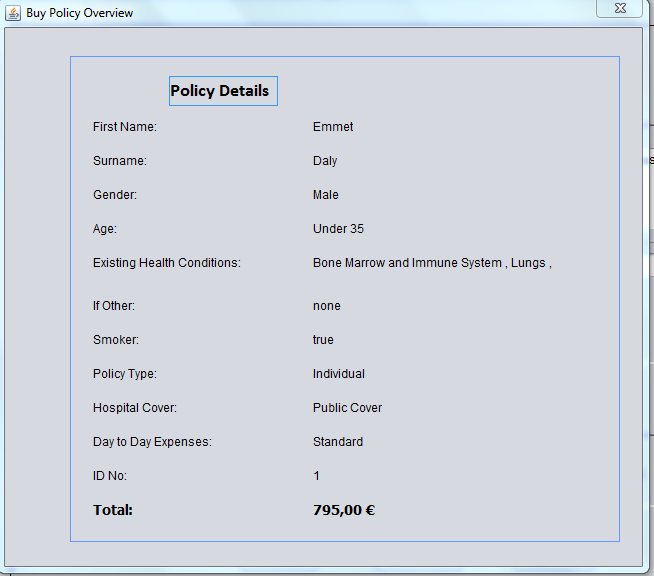 Buy Policy Overview
Policy Details
First Name: Emmet
Surname: Daly
Gender: Male
Age: Under 35
Existing Health Conditions: Bone Marrow and Immune System , Lungs ,
If Other: none
Smoker: true
Policy Type: Individual
Hospital Cover: Public Cover
Day to Day Expenses: Standard
ID No: 1
Total: 795,00 €